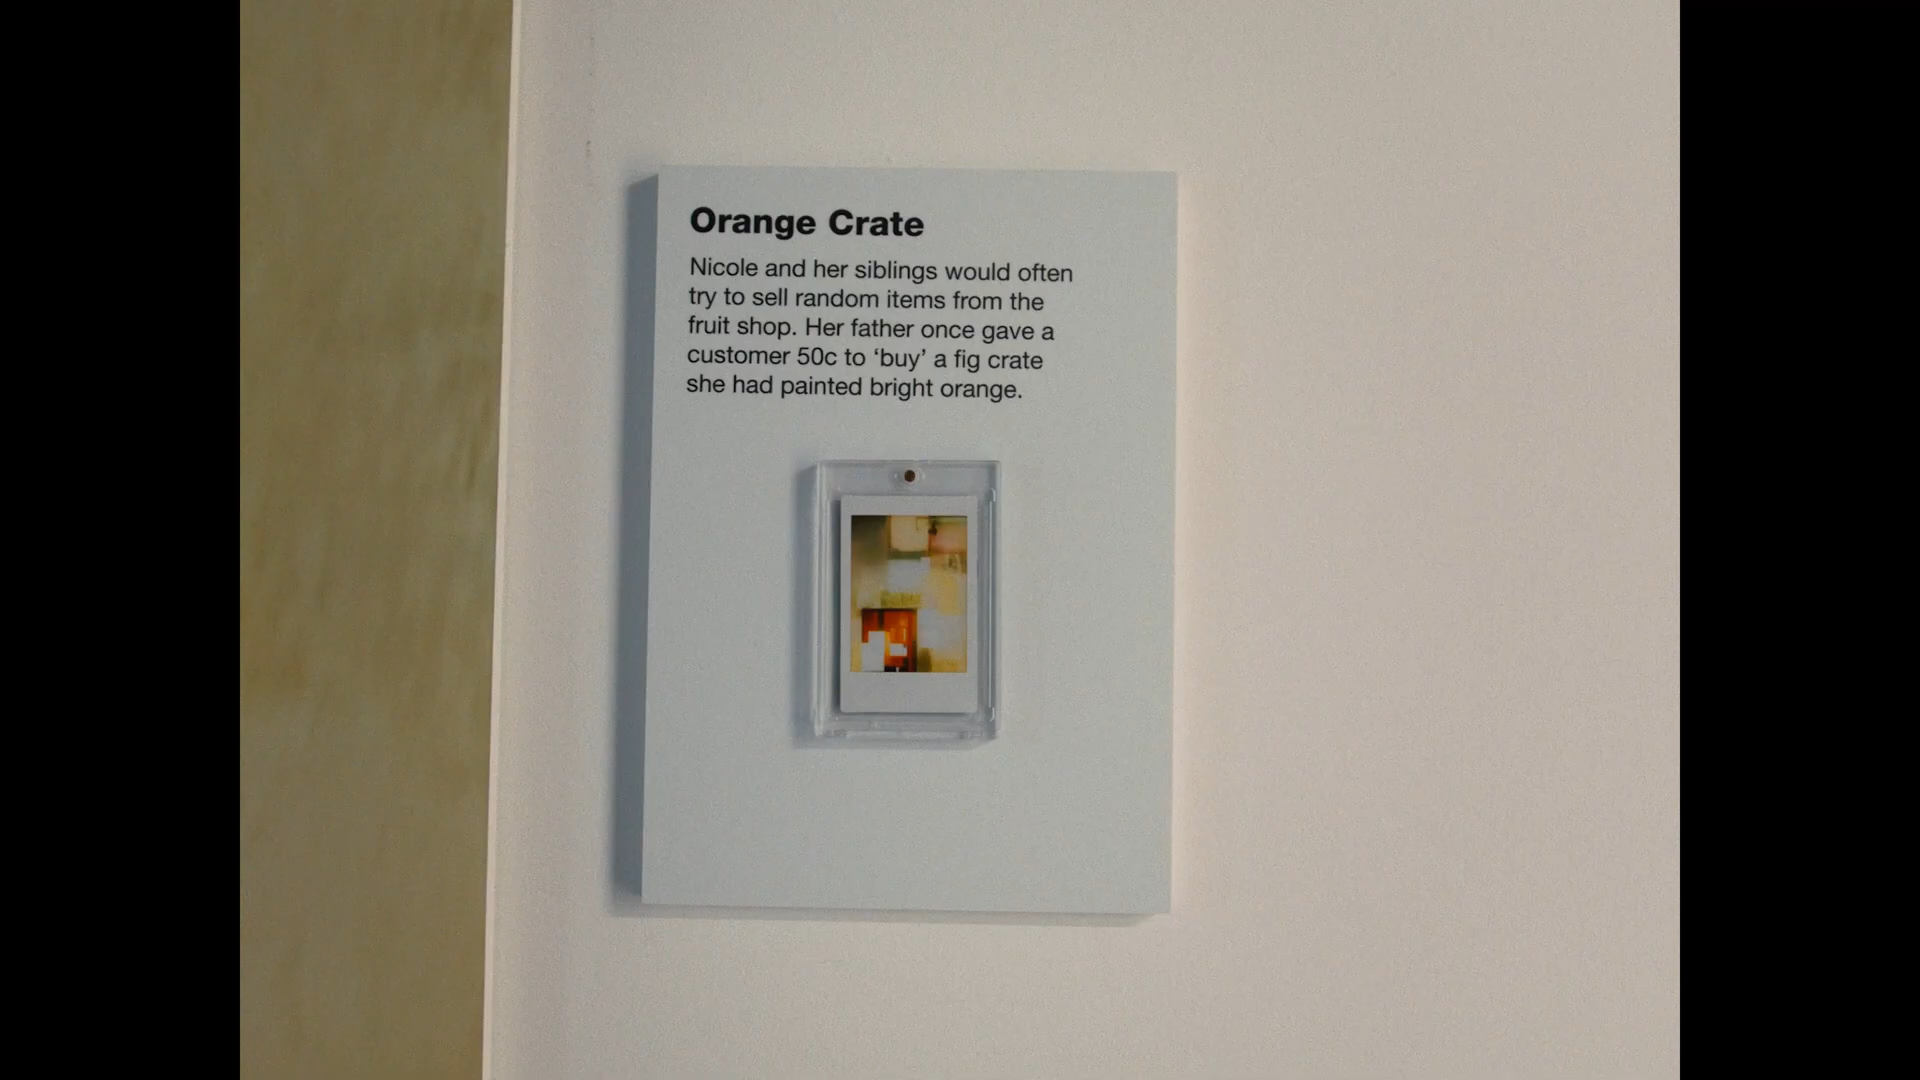 Orange Crate
Nicole and her siblings would often
try to sell random items from the
fruit shop. Her father once gave a
customer 50c to ‘buy’ a fig crate
she had painted bright orange.